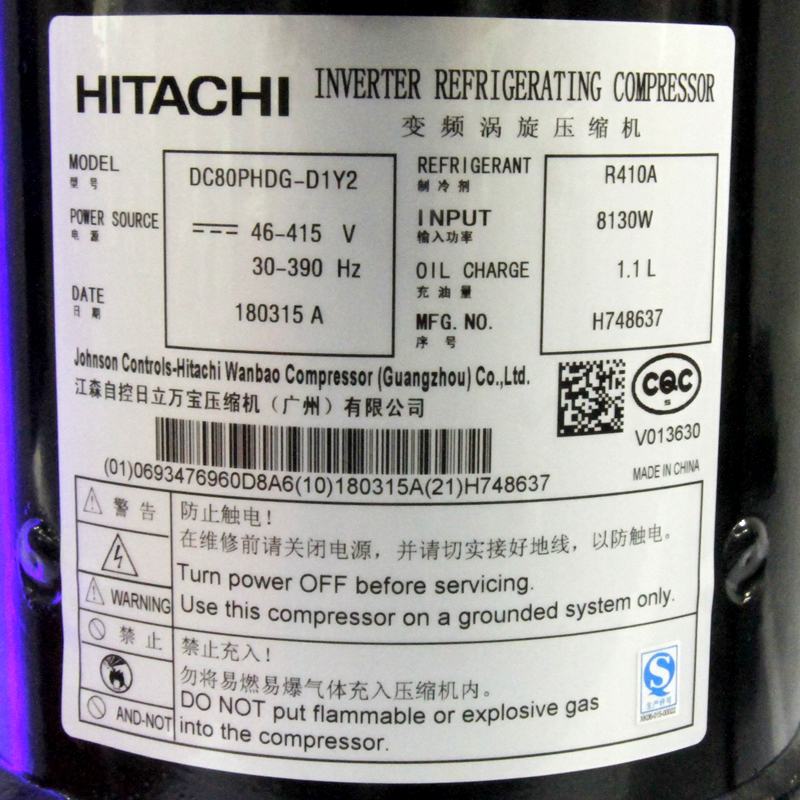 HITACHI INVERTER REFRIGERATING COMPRESSOR
变频涡旋压缩机
MODEL DC80PHDG-D1Y2
型号
POWER SOURCE 46-415 V
电源
30-390 Hz
DATE 180315 A
日期
REFRIGERANT R410A
制冷剂
INPUT 8130W
输入功率
OIL CHARGE 1.1 L
充油量
MFG. NO. H748637
序号
Johnson Controls-Hitachi Wanbao Compressor (Guangzhou) Co.,Ltd.
江森自控日立万宝压缩机（广州）有限公司
CQC
S
V013630
MADE IN CHINA
(01)0693476960D8A6(10)180315A(21)H748637
警告
WARNING
防止触电！
在维修前请关闭电源，并请切实接好地线，以防触电。
Turn power OFF before servicing.
Use this compressor on a grounded system only.
禁止
AND-NOT
禁止充入！
勿将易燃易爆气体充入压缩机内。
DO NOT put flammable or explosive gas
into the compressor.
S
生产许可